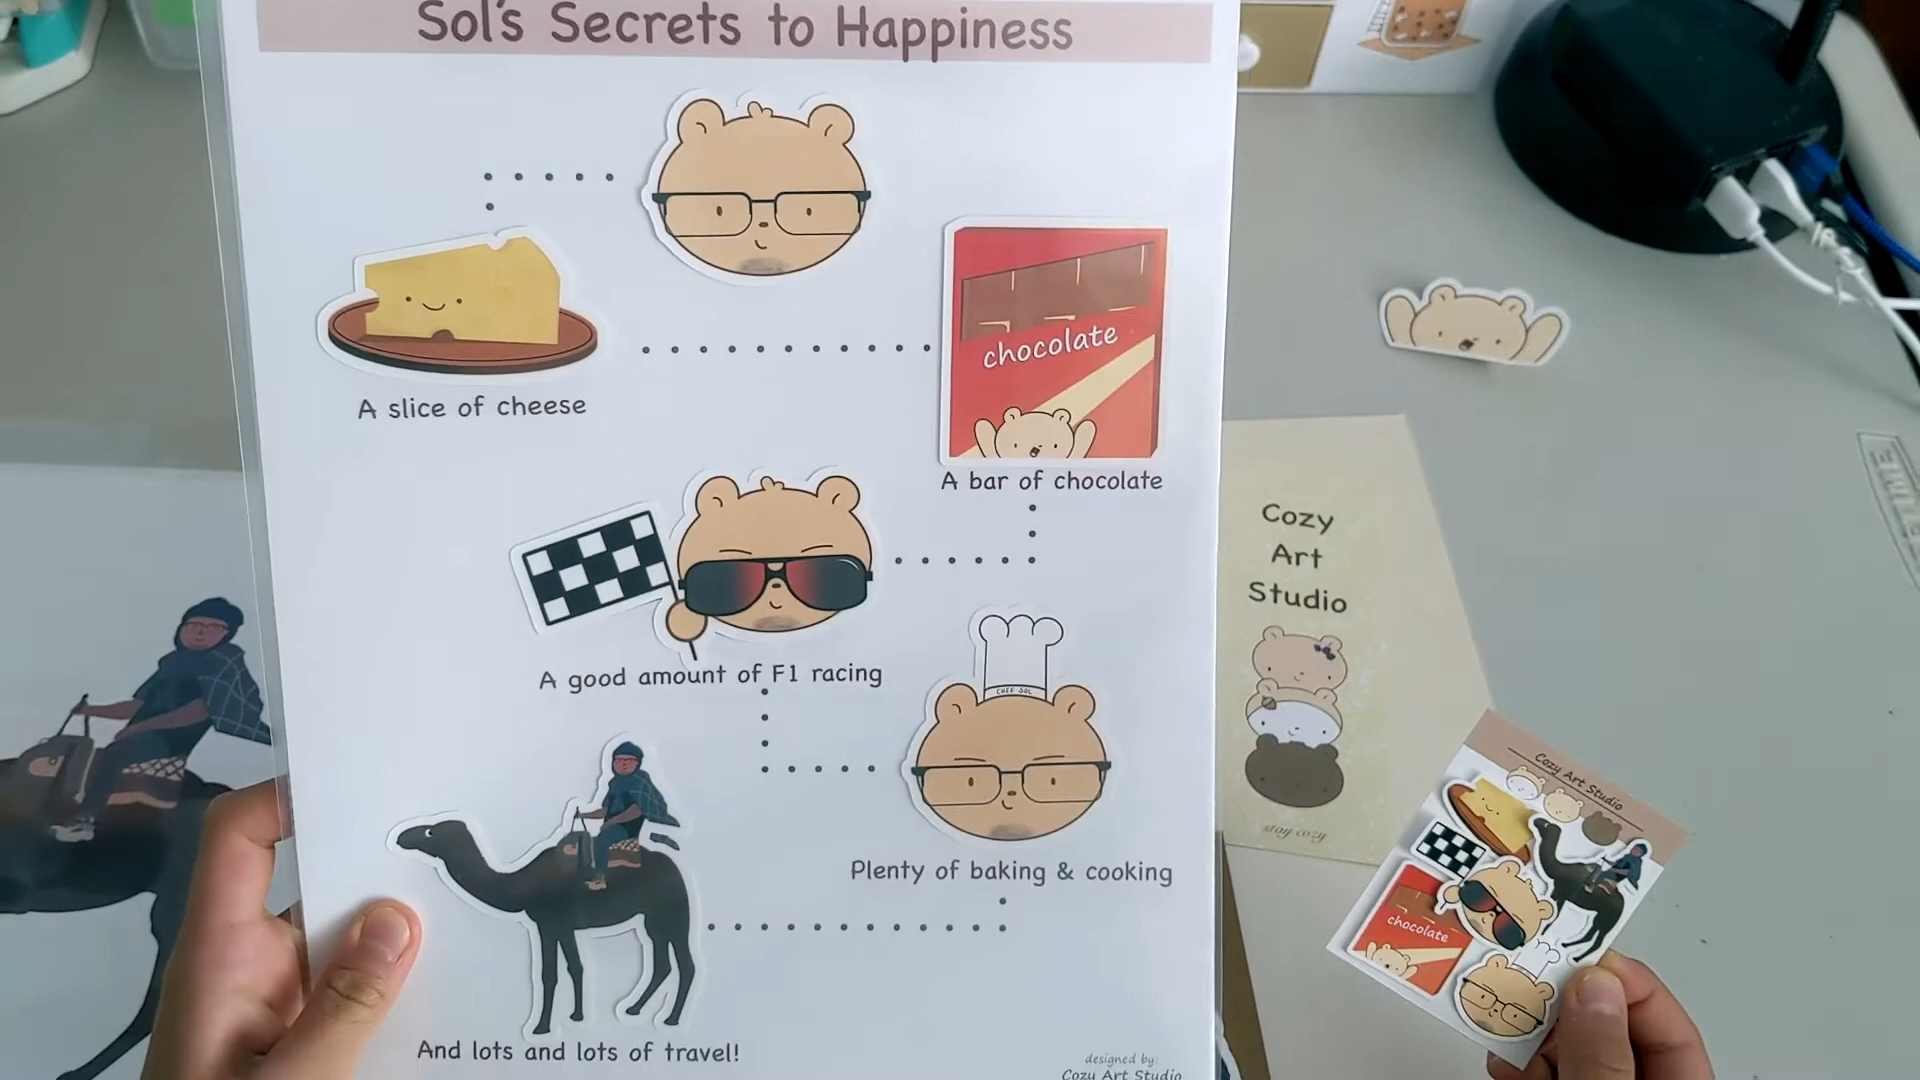 Sol's Secrets to Happiness
chocolate
A slice of cheese
A bar of chocolate
A good amount of F1 racing
CHEF SOL
Plenty of baking & cooking
And lots and lots of travel!
designed by:
Cozy Art Studio
Cozy
Art
Studio
stay cozy
Cozy Art Studio
chocolate